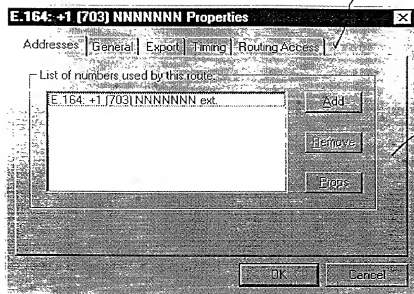 E.164: +1 (703) NNNNNNN Properties
Addresses General Export Timing Routing Access
List of numbers used by this route.
E.164: +1 (703) NNNNNNN ext.
Add
Remove
Props
OK Cancel